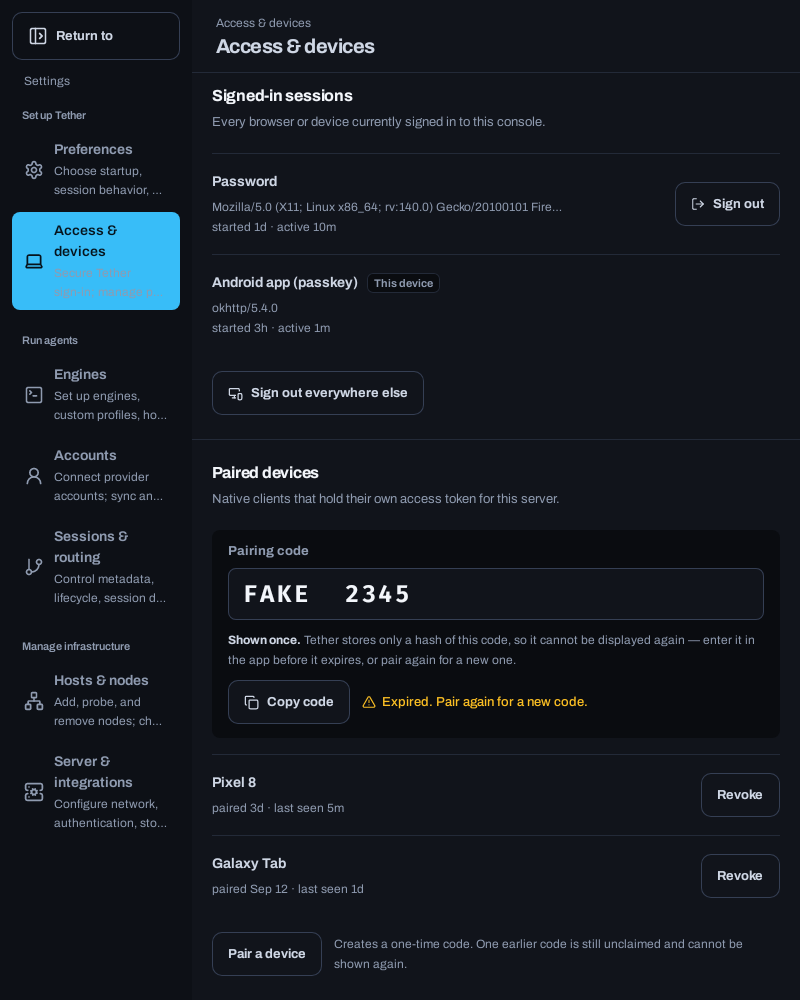 Return to
Settings
Set up Tether
Preferences
Choose startup,
session behavior, ...
Access &
devices
Run agents
Engines
Set up engines,
custom profiles, ho...
Accounts
Connect provider
accounts; sync an...
Sessions &
routing
Control metadata,
lifecycle, session d...
Manage infrastructure
Hosts & nodes
Add, probe, and
remove nodes; ch...
Server &
integrations
Configure network,
authentication, sto...
Access & devices
Access & devices
Signed-in sessions
Every browser or device currently signed in to this console.
Password
Mozilla/5.0 (X11; Linux x86_64; rv:140.0) Gecko/20100101 Fire...
started 1d · active 10m
Sign out
Android app (passkey) This device
okhttp/5.4.0
started 3h · active 1m
Sign out everywhere else
Paired devices
Native clients that hold their own access token for this server.
Pairing code
FAKE 2345
Shown once. Tether stores only a hash of this code, so it cannot be displayed again — enter it in
the app before it expires, or pair again for a new one.
Copy code
Expired. Pair again for a new code.
Pixel 8
paired 3d · last seen 5m
Revoke
Galaxy Tab
paired Sep 12 · last seen 1d
Revoke
Pair a device
Creates a one-time code. One earlier code is still unclaimed and cannot be
shown again.